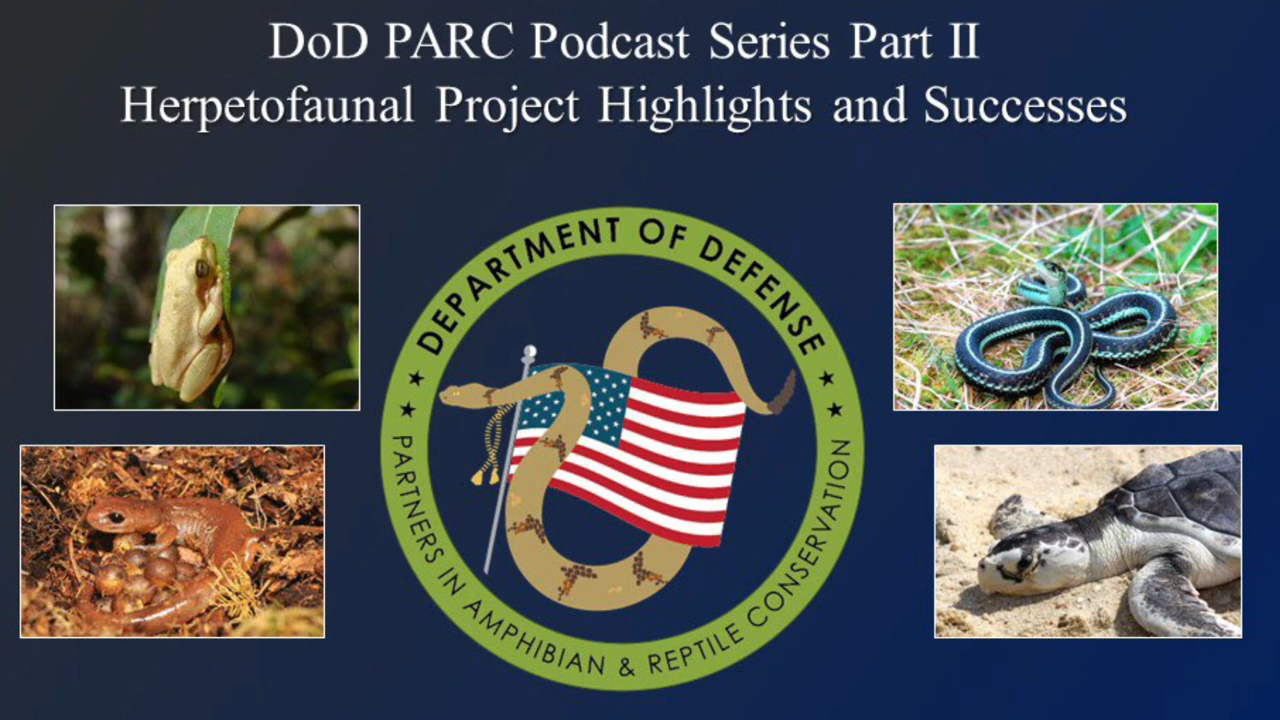 DoD PARC Podcast Series Part II
Herpetofaunal Project Highlights and Successes
DEPARTMENT OF DEFENSE
PARTNERS IN AMPHIBIAN & REPTILE CONSERVATION